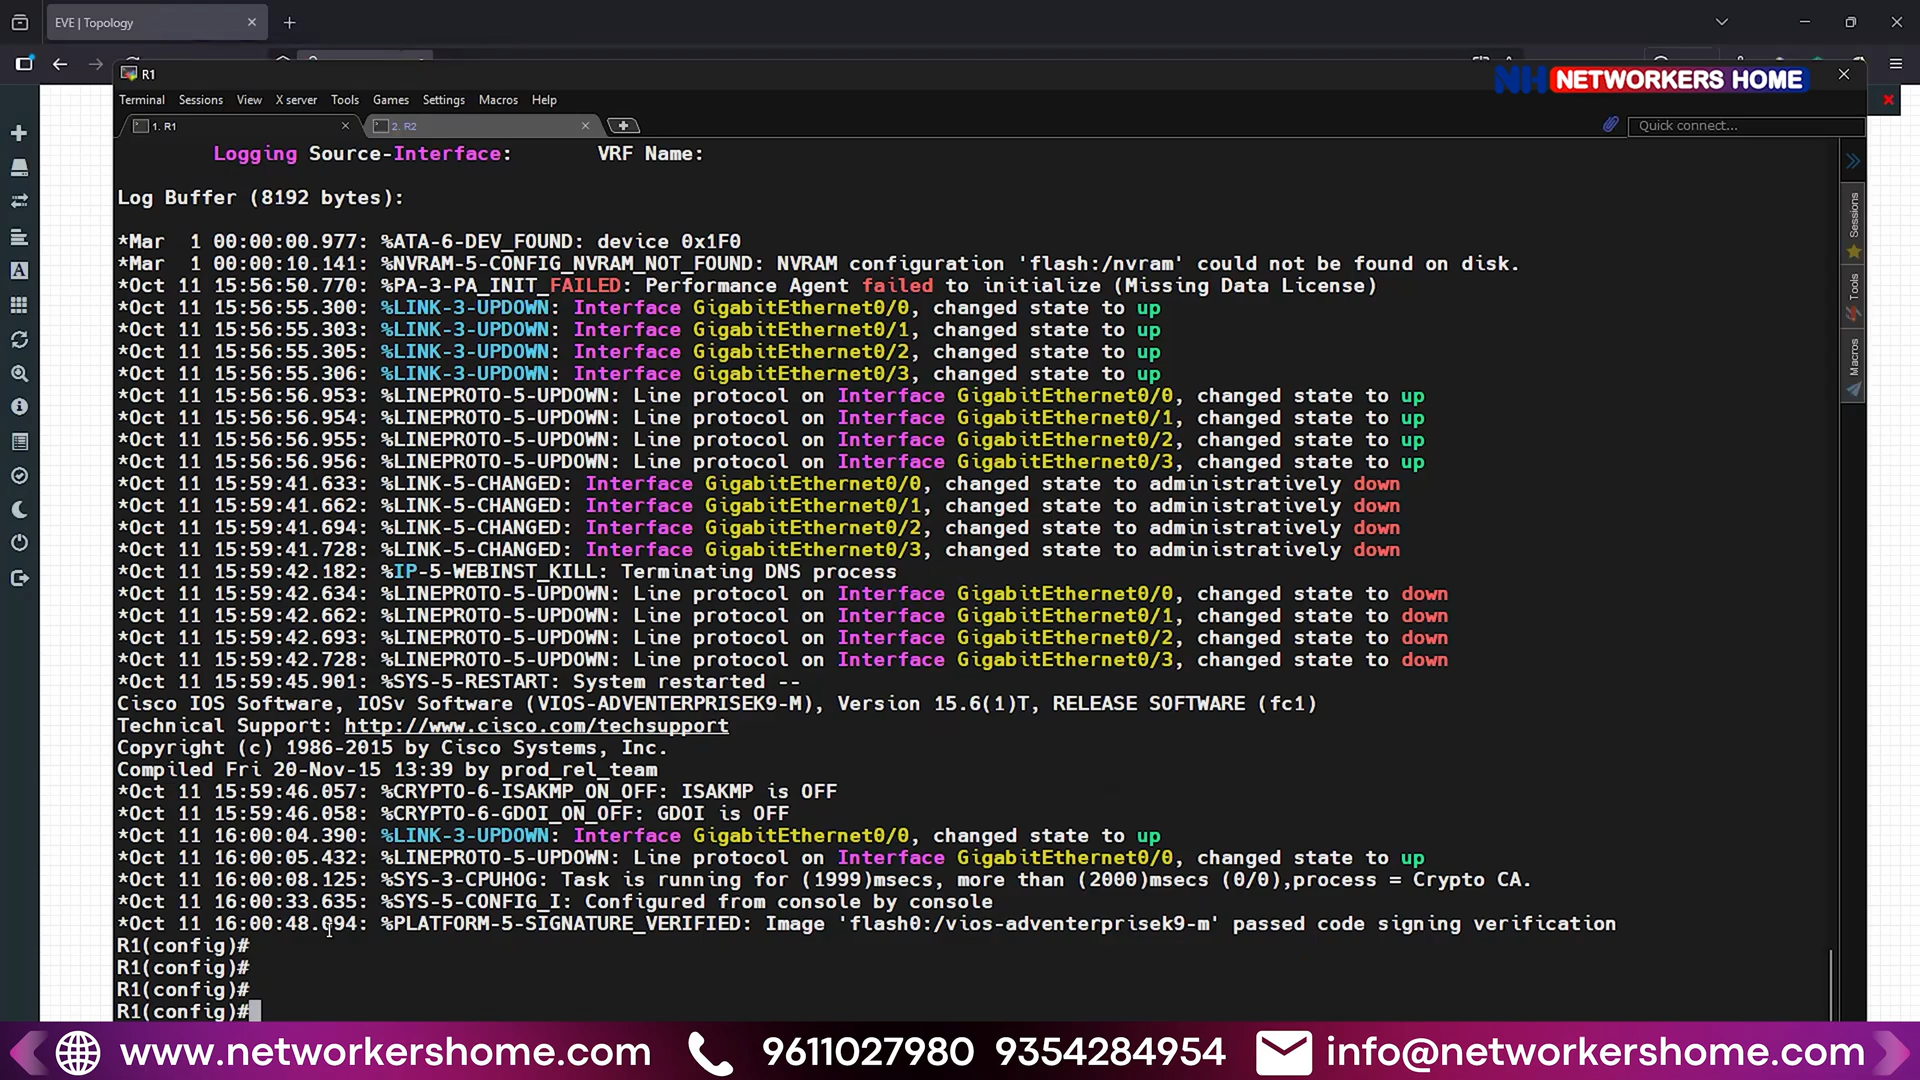 EVE | Topology
R1
NH NETWORKERS HOME
Terminal Sessions View X server Tools Games Settings Macros Help
1. R1
2. R2
Quick connect...
Logging Source-Interface: VRF Name:
Log Buffer (8192 bytes):
*Mar  1 00:00:00.977: %ATA-6-DEV_FOUND: device 0x1F0
*Mar  1 00:00:10.141: %NVRAM-5-CONFIG_NVRAM_NOT_FOUND: NVRAM configuration 'flash:/nvram' could not be found on disk.
*Oct 11 15:56:50.770: %PA-3-PA_INIT_FAILED: Performance Agent failed to initialize (Missing Data License)
*Oct 11 15:56:55.300: %LINK-3-UPDOWN: Interface GigabitEthernet0/0, changed state to up
*Oct 11 15:56:55.303: %LINK-3-UPDOWN: Interface GigabitEthernet0/1, changed state to up
*Oct 11 15:56:55.305: %LINK-3-UPDOWN: Interface GigabitEthernet0/2, changed state to up
*Oct 11 15:56:55.306: %LINK-3-UPDOWN: Interface GigabitEthernet0/3, changed state to up
*Oct 11 15:56:56.953: %LINEPROTO-5-UPDOWN: Line protocol on Interface GigabitEthernet0/0, changed state to up
*Oct 11 15:56:56.954: %LINEPROTO-5-UPDOWN: Line protocol on Interface GigabitEthernet0/1, changed state to up
*Oct 11 15:56:56.955: %LINEPROTO-5-UPDOWN: Line protocol on Interface GigabitEthernet0/2, changed state to up
*Oct 11 15:56:56.956: %LINEPROTO-5-UPDOWN: Line protocol on Interface GigabitEthernet0/3, changed state to up
*Oct 11 15:59:41.633: %LINK-5-CHANGED: Interface GigabitEthernet0/0, changed state to administratively down
*Oct 11 15:59:41.662: %LINK-5-CHANGED: Interface GigabitEthernet0/1, changed state to administratively down
*Oct 11 15:59:41.694: %LINK-5-CHANGED: Interface GigabitEthernet0/2, changed state to administratively down
*Oct 11 15:59:41.728: %LINK-5-CHANGED: Interface GigabitEthernet0/3, changed state to administratively down
*Oct 11 15:59:42.182: %IP-5-WEBINST_KILL: Terminating DNS process
*Oct 11 15:59:42.634: %LINEPROTO-5-UPDOWN: Line protocol on Interface GigabitEthernet0/0, changed state to down
*Oct 11 15:59:42.662: %LINEPROTO-5-UPDOWN: Line protocol on Interface GigabitEthernet0/1, changed state to down
*Oct 11 15:59:42.693: %LINEPROTO-5-UPDOWN: Line protocol on Interface GigabitEthernet0/2, changed state to down
*Oct 11 15:59:42.728: %LINEPROTO-5-UPDOWN: Line protocol on Interface GigabitEthernet0/3, changed state to down
*Oct 11 15:59:45.901: %SYS-5-RESTART: System restarted --
Cisco IOS Software, IOSv Software (VIOS-ADVENTERPRISEK9-M), Version 15.6(1)T, RELEASE SOFTWARE (fc1)
Technical Support: http://www.cisco.com/techsupport
Copyright (c) 1986-2015 by Cisco Systems, Inc.
Compiled Fri 20-Nov-15 13:39 by prod_rel_team
*Oct 11 15:59:46.057: %CRYPTO-6-ISAKMP_ON_OFF: ISAKMP is OFF
*Oct 11 15:59:46.058: %CRYPTO-6-GDOI_ON_OFF: GDOI is OFF
*Oct 11 16:00:04.390: %LINK-3-UPDOWN: Interface GigabitEthernet0/0, changed state to up
*Oct 11 16:00:05.432: %LINEPROTO-5-UPDOWN: Line protocol on Interface GigabitEthernet0/0, changed state to up
*Oct 11 16:00:08.125: %SYS-3-CPUHOG: Task is running for (1999)msecs, more than (2000)msecs (0/0),process = Crypto CA.
*Oct 11 16:00:33.635: %SYS-5-CONFIG_I: Configured from console by console
*Oct 11 16:00:48.094: %PLATFORM-5-SIGNATURE_VERIFIED: Image 'flash0:/vios-adventerprisek9-m' passed code signing verification
R1(config)#
R1(config)#
R1(config)#
R1(config)#
Sessions
Tools
Macros
www.networkershome.com 9611027980 9354284954 info@networkershome.com